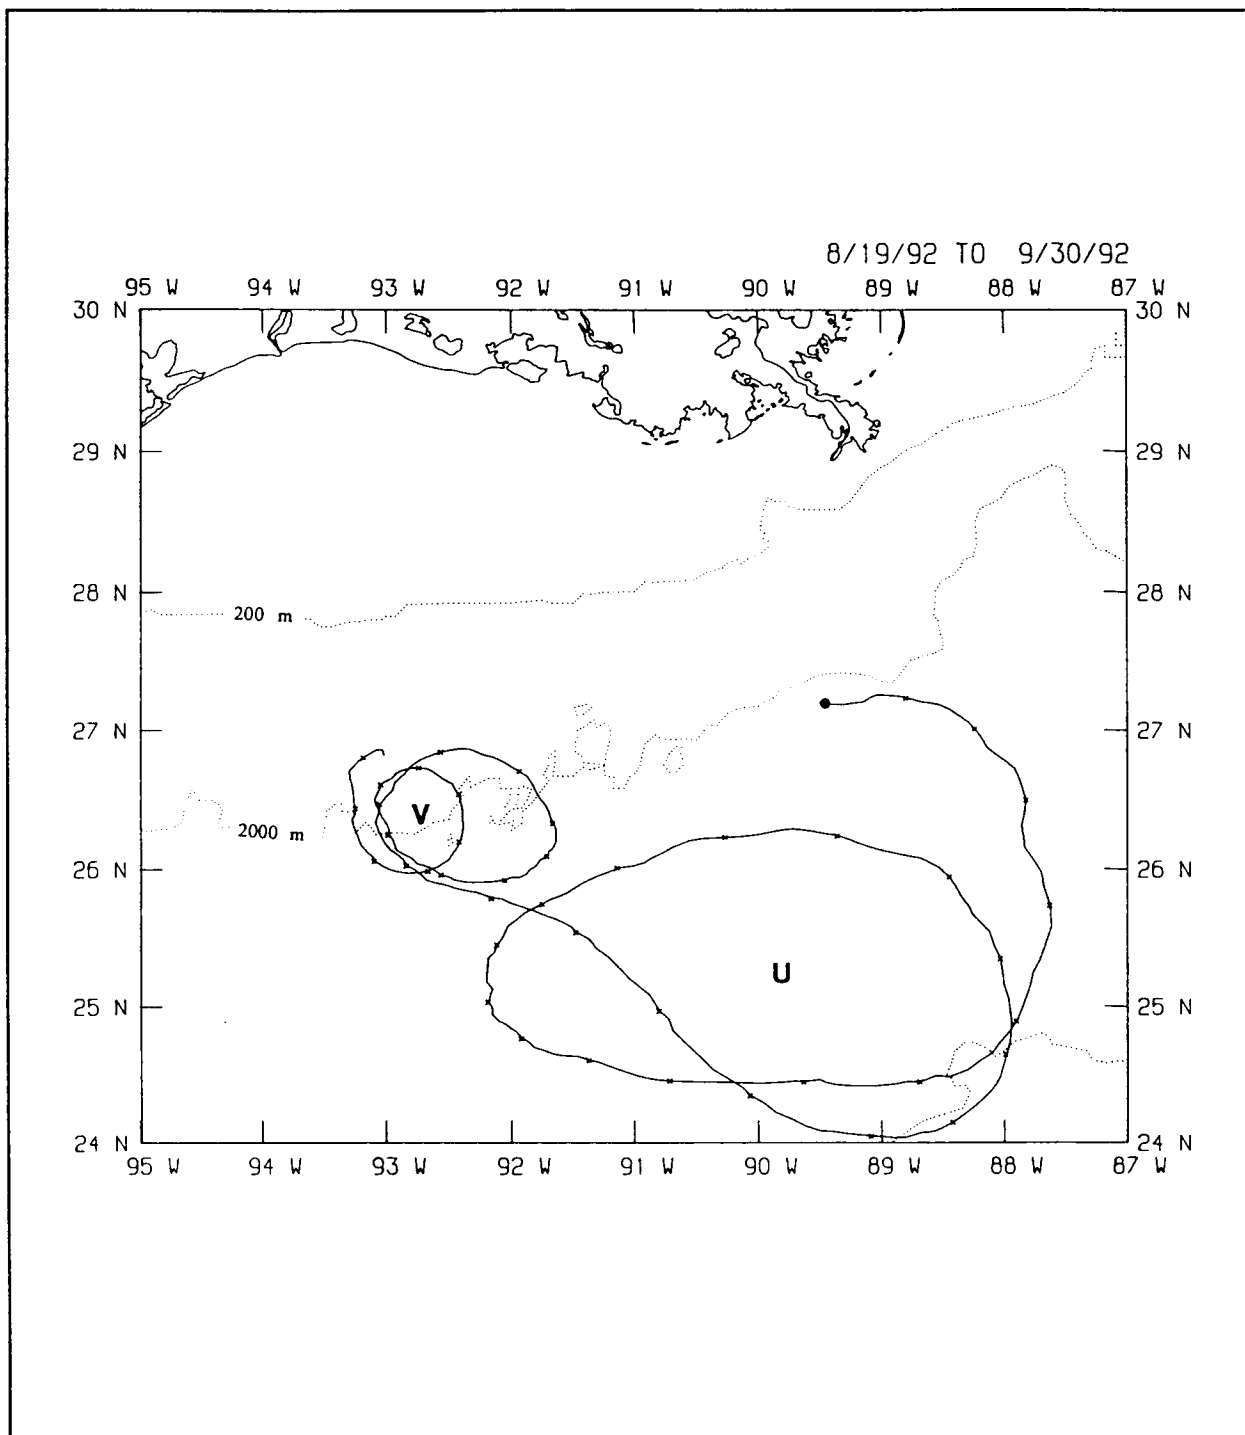 8/19/92 TO 9/30/92
95 W 94 W 93 W 92 W 91 W 90 W 89 W 88 W 87 W
30 N 30 N
29 N 29 N
28 N 28 N
200 m
27 N 27 N
V
2000 m
26 N 26 N
U
25 N 25 N
24 N 24 N
95 W 94 W 93 W 92 W 91 W 90 W 89 W 88 W 87 W